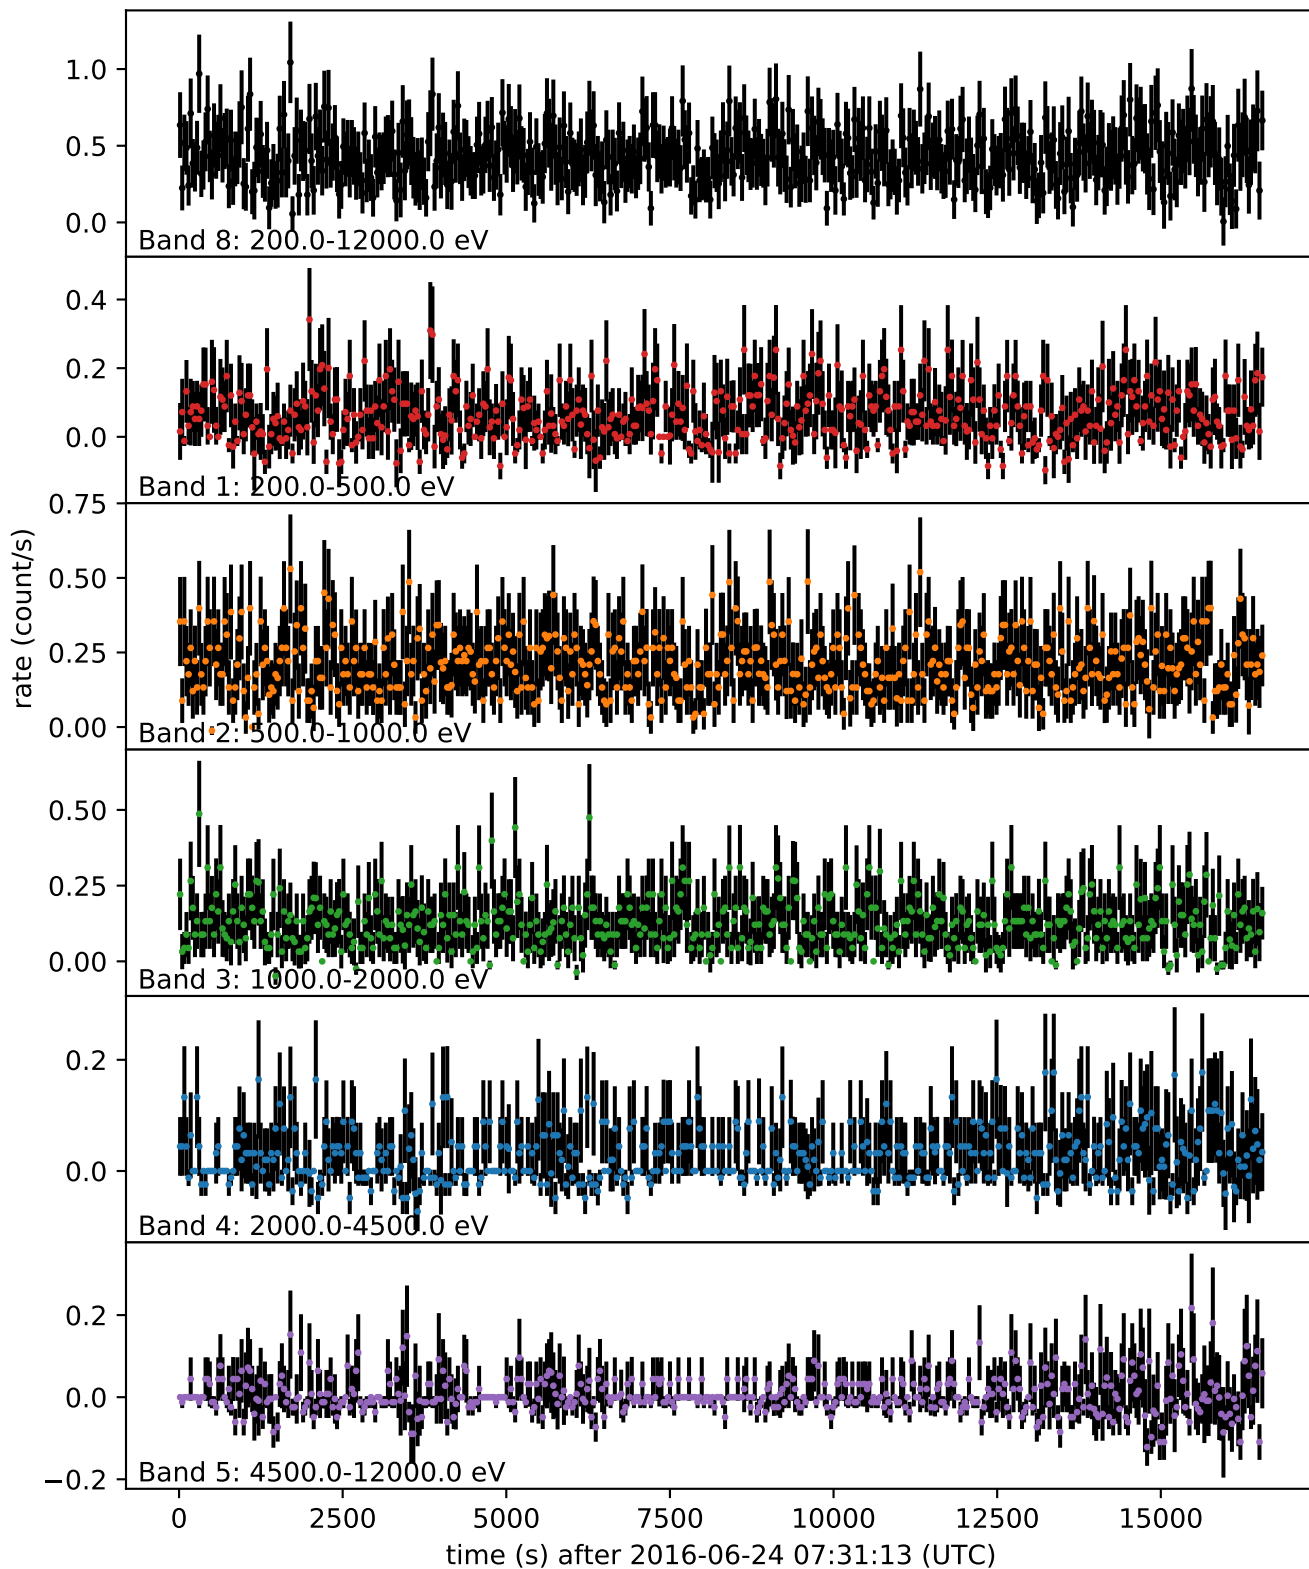 1.0
0.5
0.0
Band 8: 200.0-12000.0 eV
0.4
0.2
0.0
Band 1: 200.0-500.0 eV
0.75
0.50
0.25
0.00
Band 2: 500.0-1000.0 eV
rate (count/s)
0.50
0.25
0.00
Band 3: 1000.0-2000.0 eV
0.2
0.0
Band 4: 2000.0-4500.0 eV
0.2
0.0
−0.2
Band 5: 4500.0-12000.0 eV
0 2500 5000 7500 10000 12500 15000
time (s) after 2016-06-24 07:31:13 (UTC)